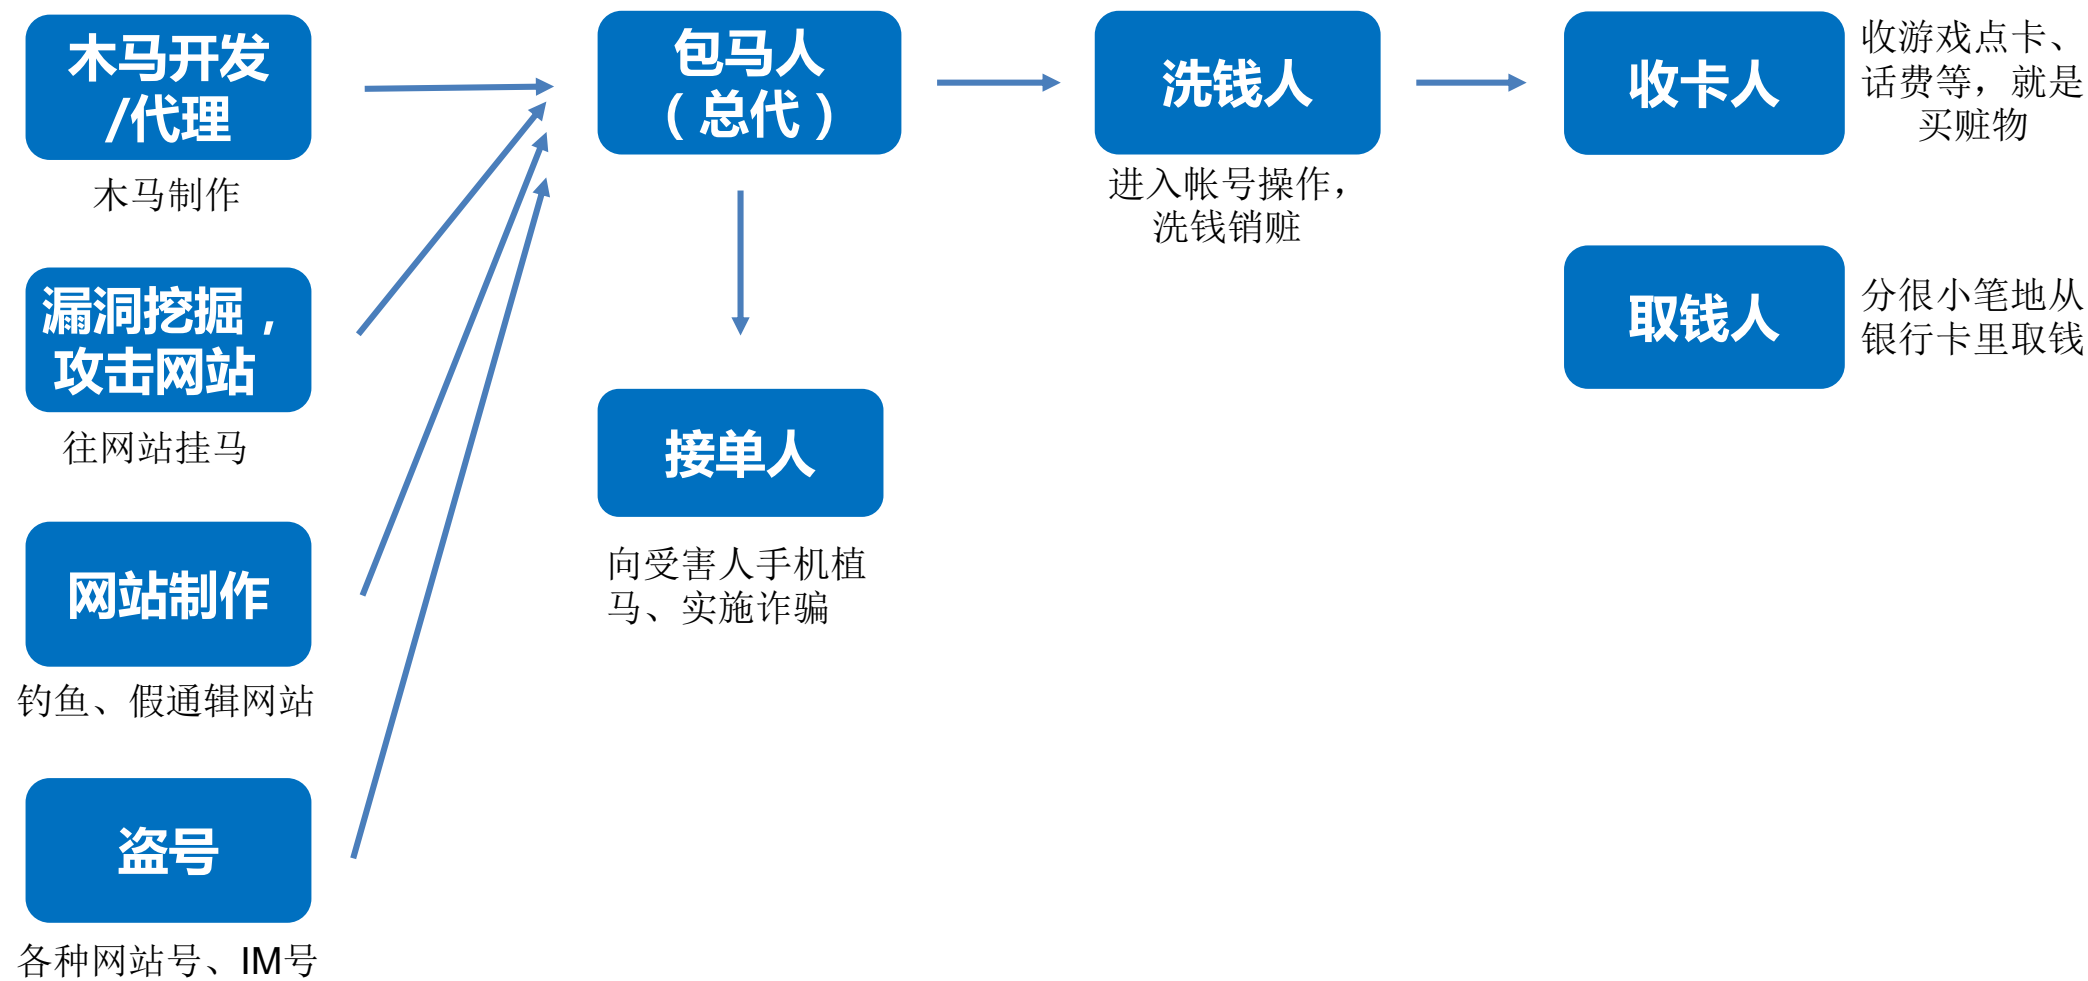 木马开发
/代理
木马制作
漏洞挖掘，
攻击网站
往网站挂马
网站制作
钓鱼、假通辑网站
盗号
各种网站号、IM号
包马人
（总代）
接单人
向受害人手机植
马、实施诈骗
洗钱人
进入帐号操作，
洗钱销赃
收卡人
收游戏点卡、
话费等，就是
买赃物
取钱人
分很小笔地从
银行卡里取钱